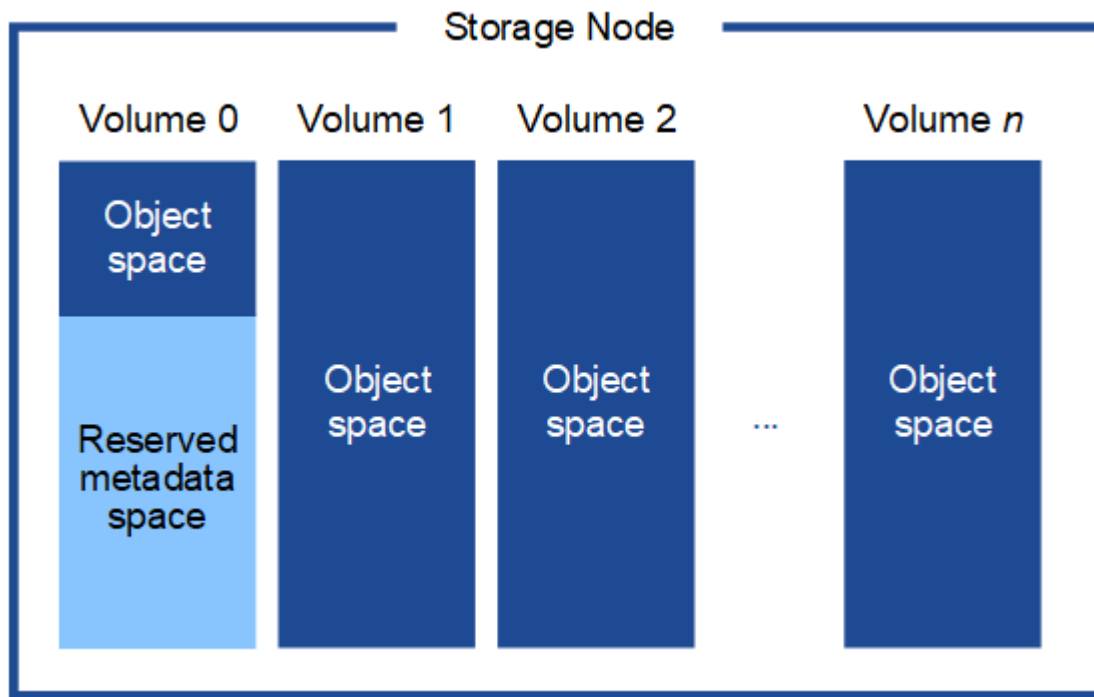 Storage Node
Volume 0
Volume 1
Volume 2
Volume n
Object
space
Reserved
metadata
space
Object
space
Object
space
...
Object
space